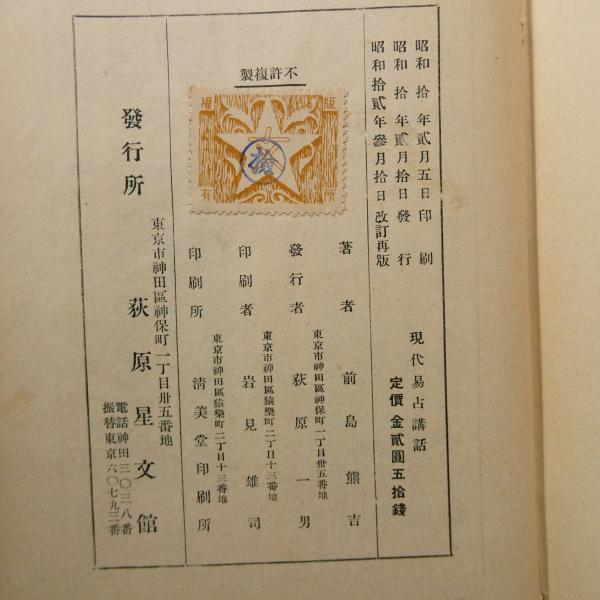 昭和拾年貳月五日印刷
昭和拾年貳月拾日發行
昭和拾貳年參月拾日改訂再版
現代易占講話
定價金貳圓五拾錢
不許複製
版權所有
拾
著者 前島熊吉
東京市神田區神保町一丁目卅五番地
發行者 荻原一男
東京市神田區猿樂町二丁目十三番地
印刷者 岩見雄司
東京市神田區猿樂町二丁目十三番地
印刷所 清美堂印刷所
東京市神田區神保町一丁目卅五番地
發行所 荻原星文館
電話神田三〇三八番
振替東京六〇七九三番